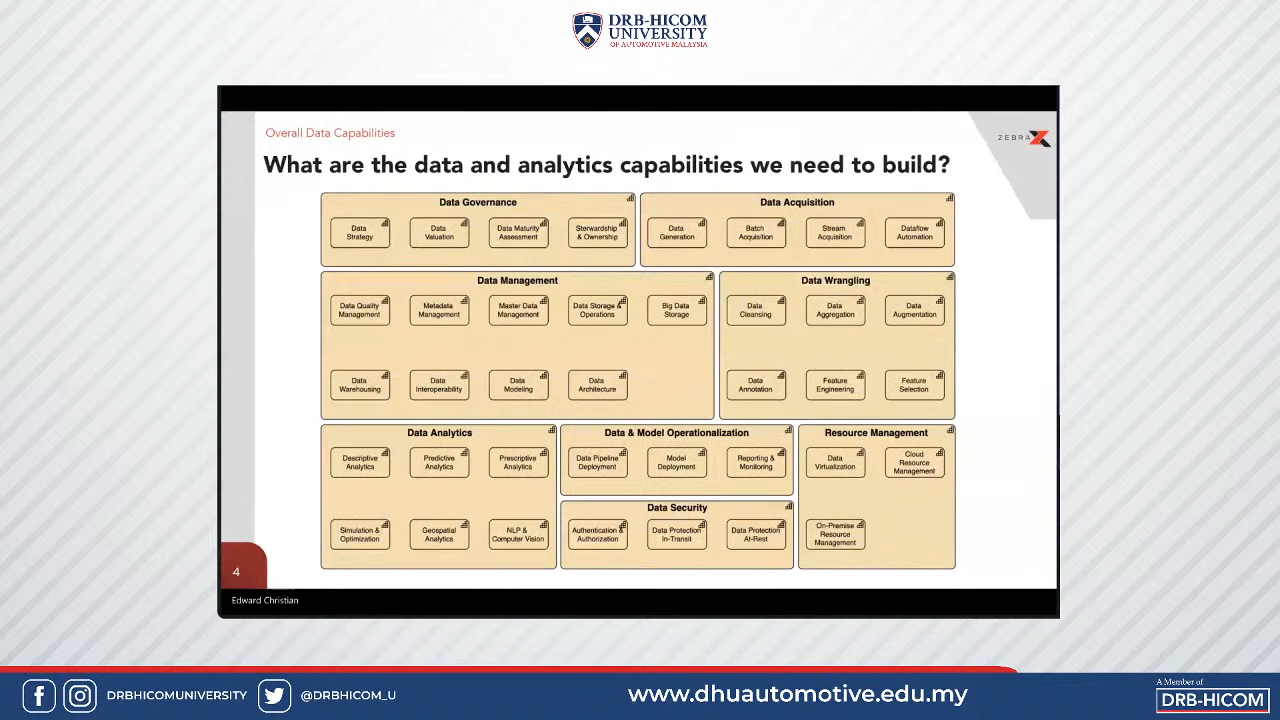 DRB-HICOM
UNIVERSITY
OF AUTOMOTIVE MALAYSIA
Overall Data Capabilities
ZEBRA
What are the data and analytics capabilities we need to build?
Data Governance
Data
Strategy
Data
Valuation
Data Maturity
Assessment
Sterwardship
& Ownership
Data Acquisition
Data
Generation
Batch
Acquisition
Stream
Acquisition
Dataflow
Automation
Data Management
Data Quality
Management
Metadata
Management
Master Data
Management
Data Storage &
Operations
Big Data
Storage
Data
Warehousing
Data
Interoperability
Data
Modeling
Data
Architecture
Data Wrangling
Data
Cleansing
Data
Aggregation
Data
Augmentation
Data
Annotation
Feature
Engineering
Feature
Selection
Data Analytics
Descriptive
Analytics
Predictive
Analytics
Prescriptive
Analytics
Simulation &
Optimization
Geospatial
Analytics
NLP &
Computer Vision
Data & Model Operationalization
Data Pipeline
Deployment
Model
Deployment
Reporting &
Monitoring
Data Security
Authentication &
Authorization
Data Protection
In-Transit
Data Protection
At-Rest
Resource Management
Data
Virtualization
Cloud
Resource
Management
On-Premise
Resource
Management
4
Edward Christian
DRBHICOMUNIVERSITY
@DRBHICOM_U
www.dhuautomotive.edu.my
A Member of
DRB-HICOM